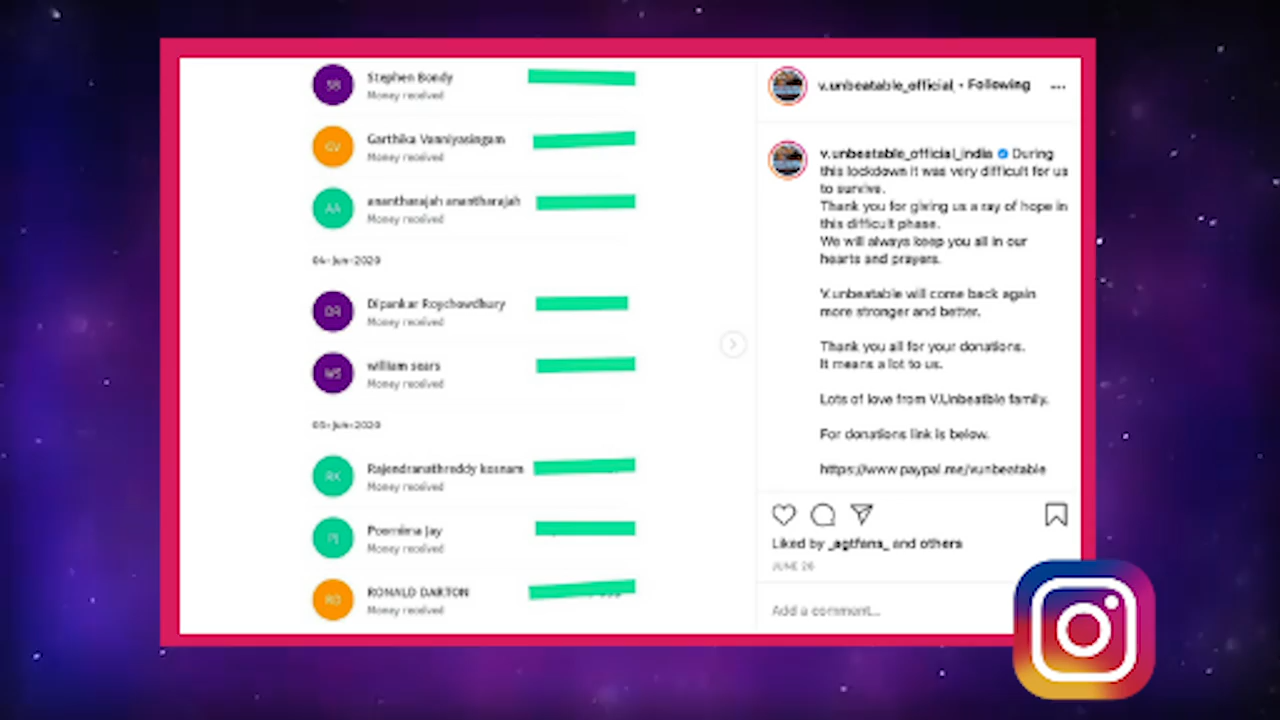 SB
Stephen Bondy
Money received
GV
Garthika Vanniyasingam
Money received
AA
anantharajah anantharajah
Money received
04-Jun-2020
DR
Dipankar Roychowdhury
Money received
WS
william sears
Money received
03-Jun-2020
RK
Rajendranathreddy kosnam
Money received
PJ
Poornima Jay
Money received
RD
RONALD DARTON
Money received
v.unbeatable_official_ • Following
v.unbeatable_official_india During
this lockdown it was very difficult for us
to survive.
Thank you for giving us a ray of hope in
this difficult phase.
We will always keep you all in our
hearts and prayers.
V.unbeatable will come back again
more stronger and better.
Thank you all for your donations.
It means a lot to us.
Lots of love from V.Unbeatble family.
For donations link is below.
https://www.paypal.me/vunbeatable
Liked by _agtfans_ and others
JUNE 26
Add a comment...